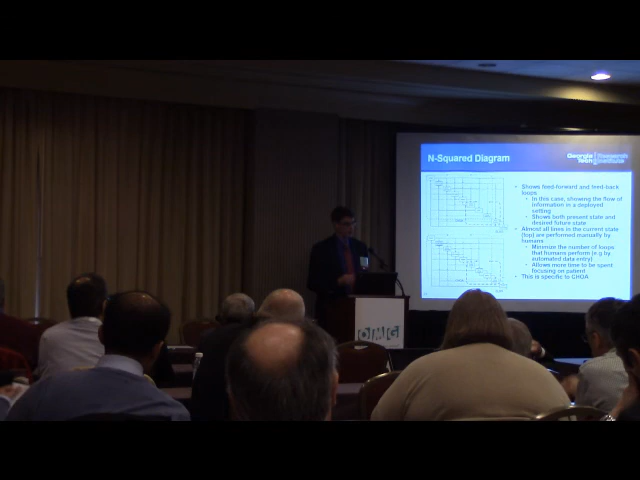 N-Squared Diagram
Georgia Tech Research Institute
• Shows feed-forward and feed-back
loops
• In this case, showing the flow of
information in a deployed
setting
• Shows both present state and
desired future state
• Almost all lines in the current state
(top) are performed manually by
humans
• Minimize the number of loops
that humans perform (e.g by
automated data entry)
• Allows more time to be spent
focusing on patient
• This is specific to CHOA
OMG